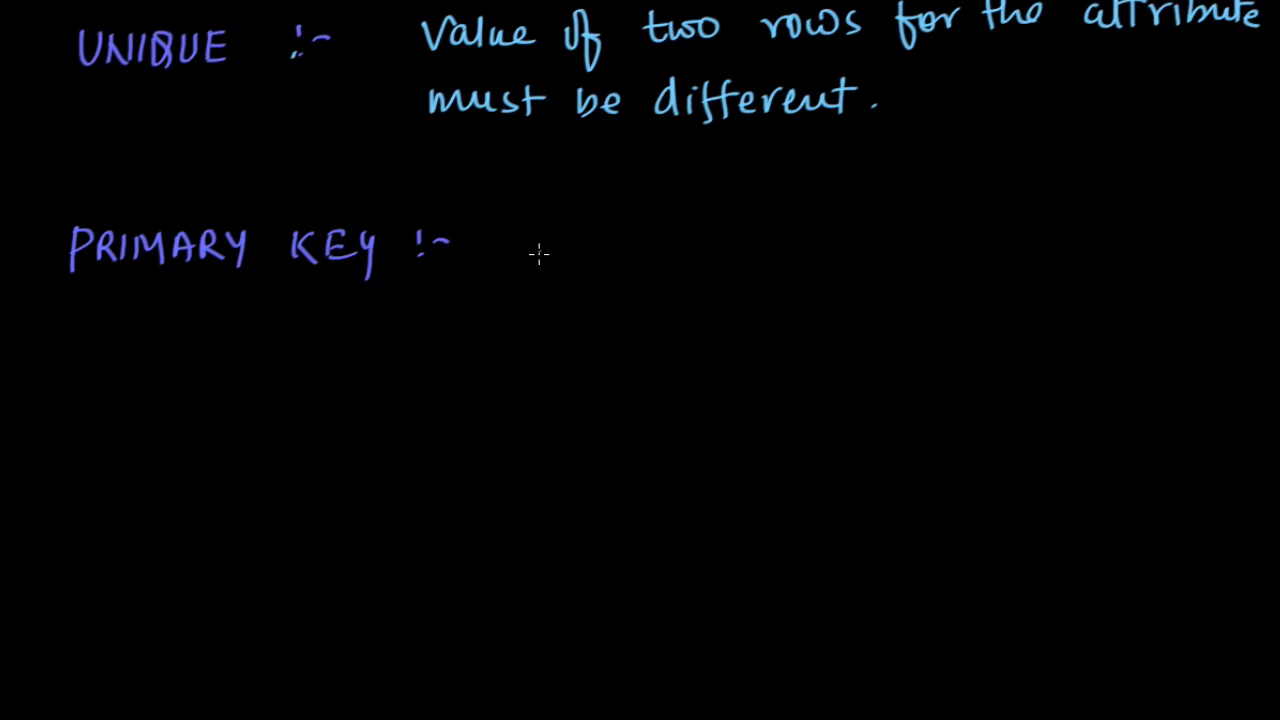 UNIQUE :- Value of two rows for the attribute
must be different.
PRIMARY KEY :-